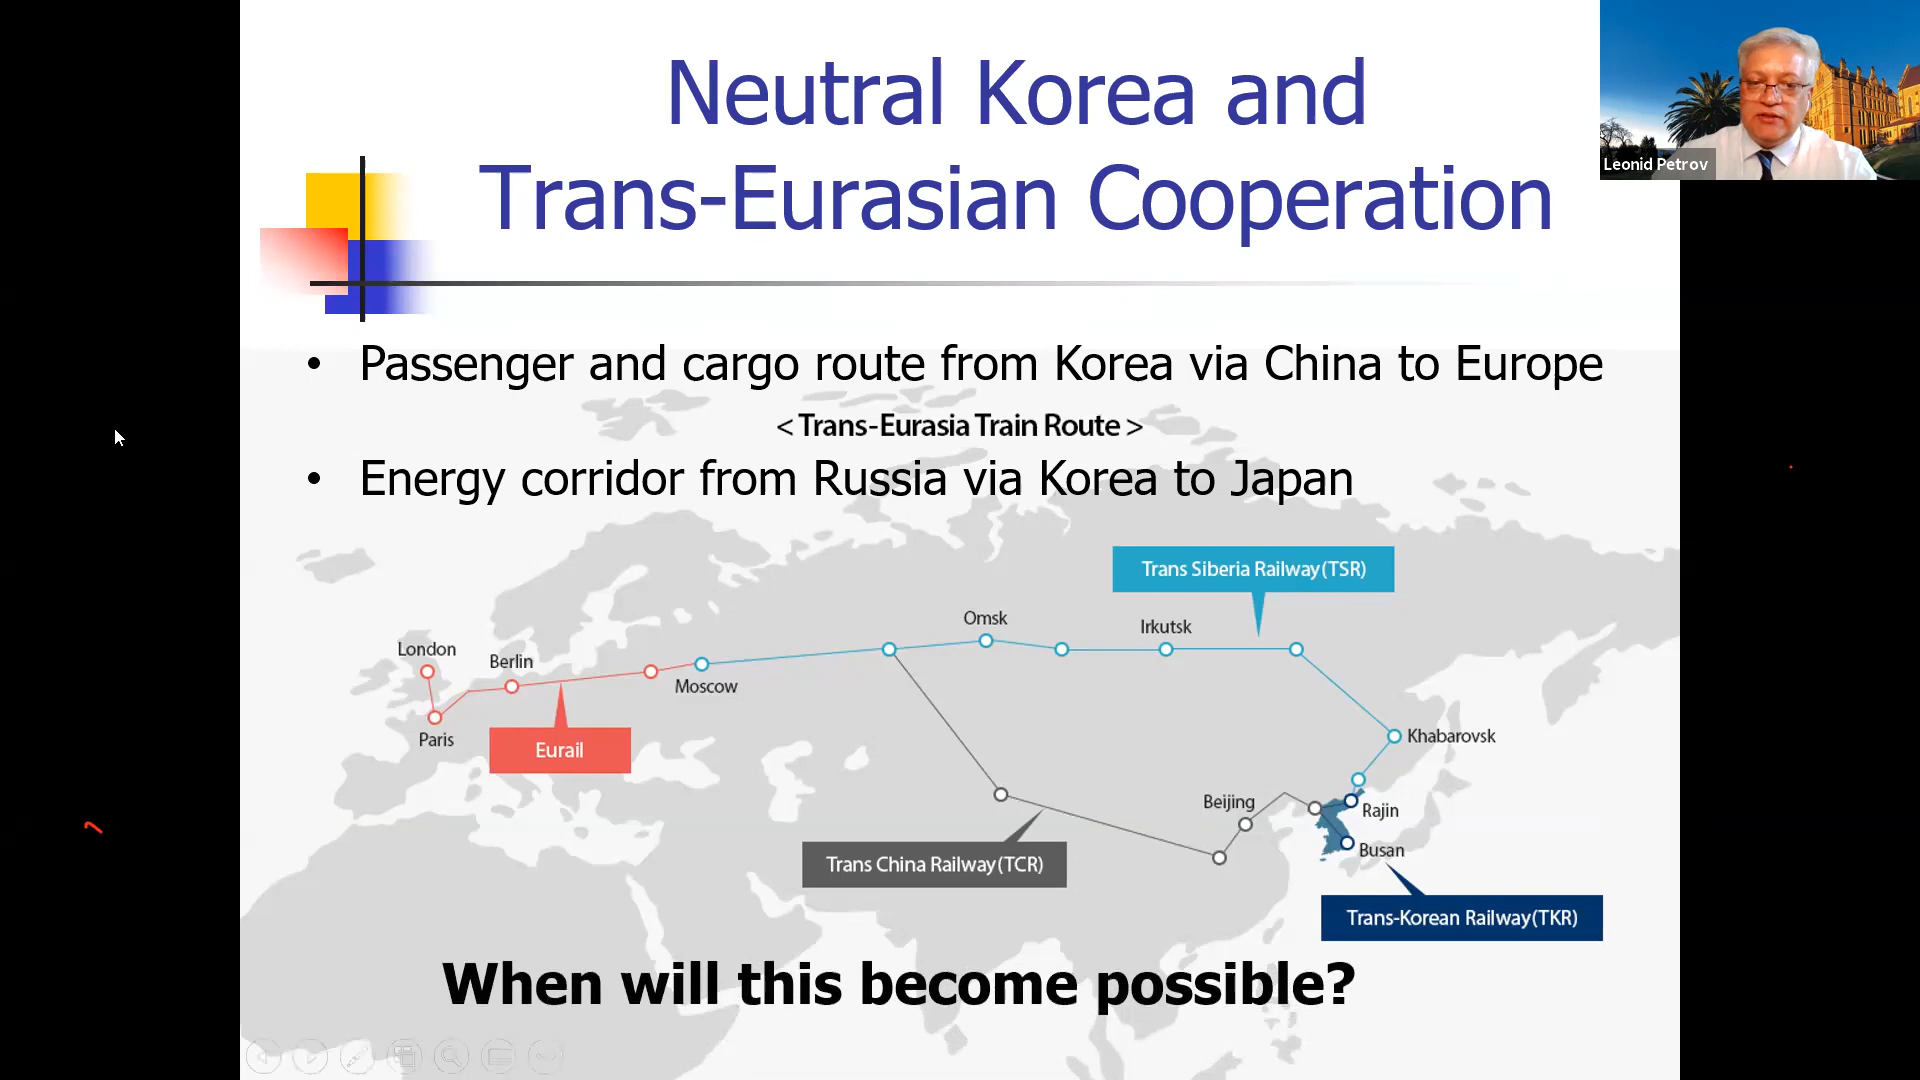 Neutral Korea and
Trans-Eurasian Cooperation
Leonid Petrov
• Passenger and cargo route from Korea via China to Europe
< Trans-Eurasia Train Route >
• Energy corridor from Russia via Korea to Japan
Trans Siberia Railway(TSR)
Omsk
Irkutsk
London
Berlin
Moscow
Paris
Eurail
Khabarovsk
Beijing
Rajin
Busan
Trans China Railway(TCR)
Trans-Korean Railway(TKR)
When will this become possible?